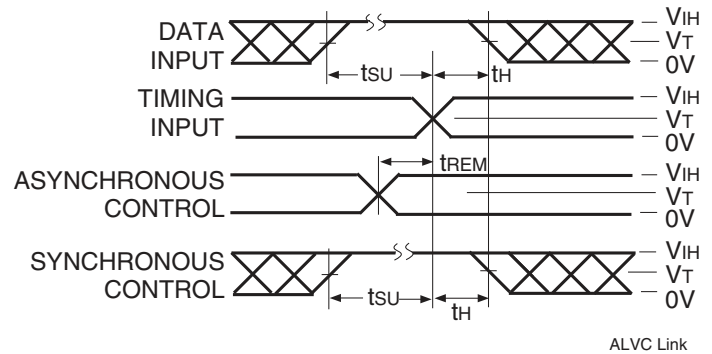 DATA
INPUT
tSU
tH
VIH
VT
0V
TIMING
INPUT
VIH
VT
0V
tREM
ASYNCHRONOUS
CONTROL
VIH
VT
0V
SYNCHRONOUS
CONTROL
tSU
tH
VIH
VT
0V
ALVC Link